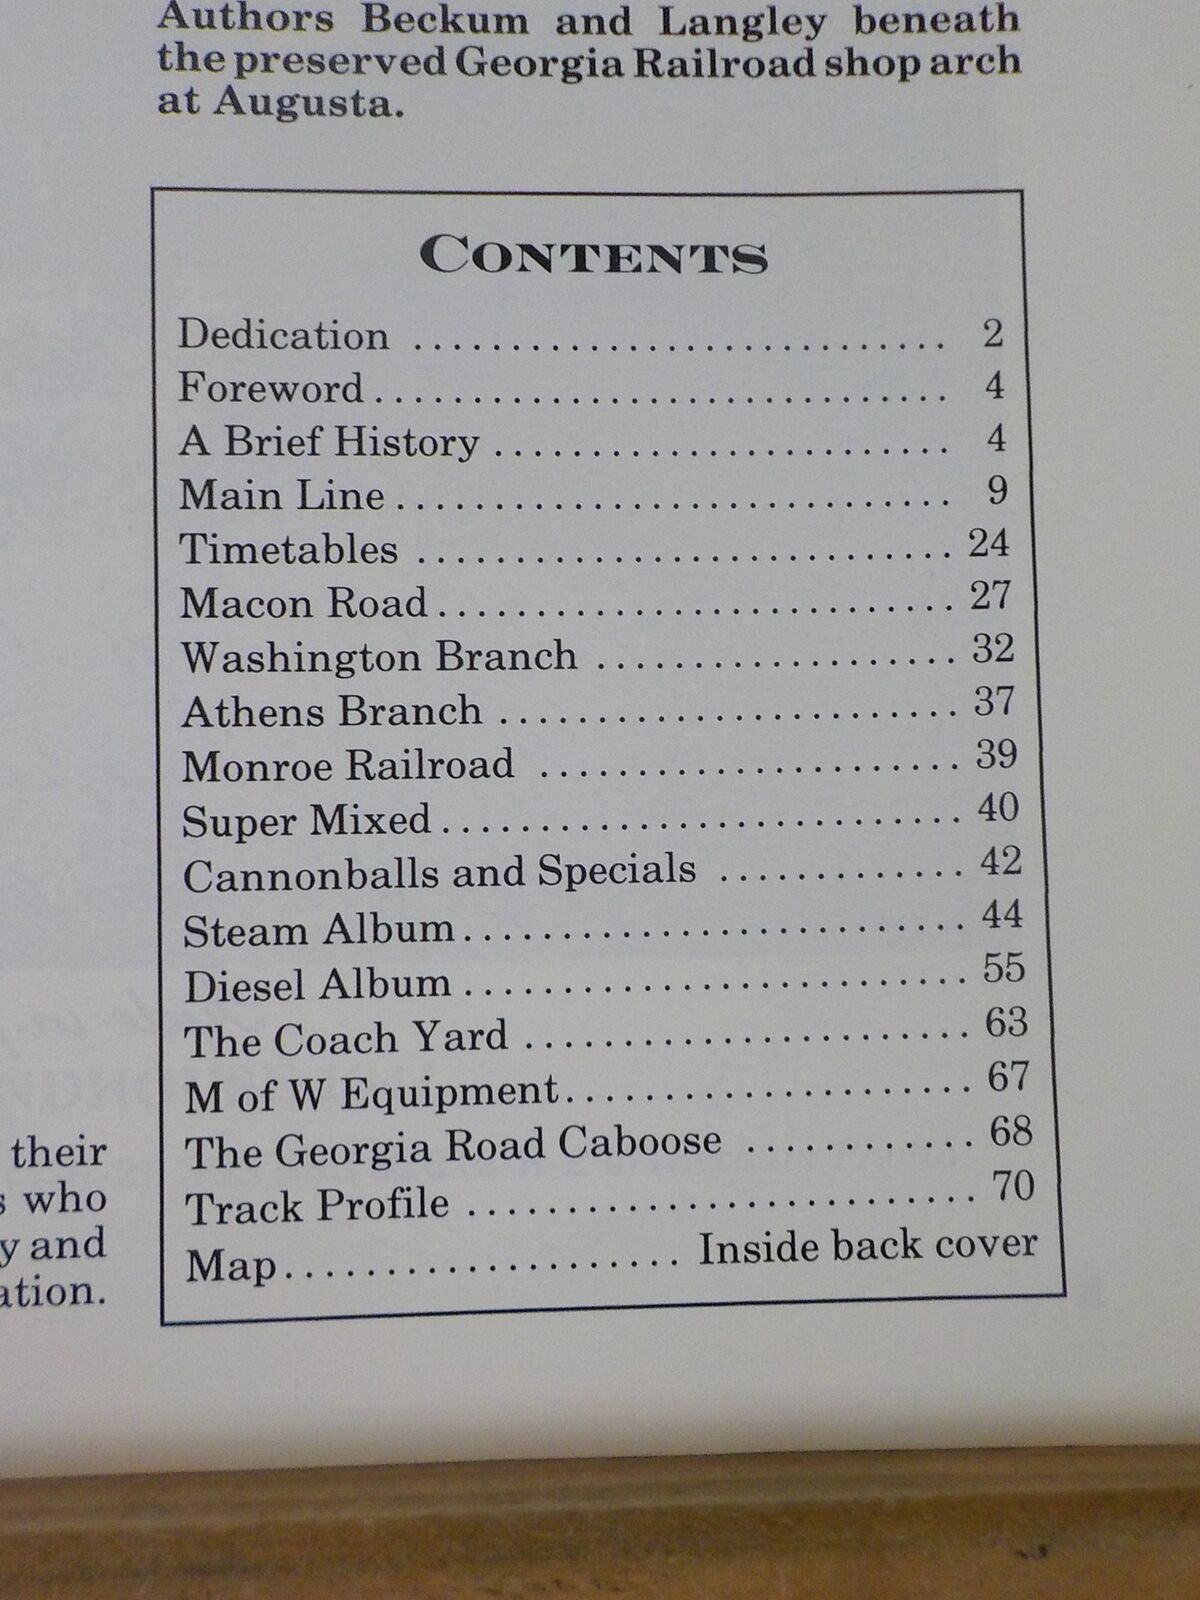 Authors Beckum and Langley beneath
the preserved Georgia Railroad shop arch
at Augusta.
CONTENTS
Dedication .............................. 2
Foreword ............................. 4
A Brief History ....................... 4
Main Line ............................ 9
Timetables ........................... 24
Macon Road .......................... 27
Washington Branch ................... 32
Athens Branch ........................ 37
Monroe Railroad ...................... 39
Super Mixed ........................... 40
Cannonballs and Specials ............. 42
Steam Album .......................... 44
Diesel Album .......................... 55
The Coach Yard ....................... 63
M of W Equipment ..................... 67
The Georgia Road Caboose ............ 68
Track Profile .......................... 70
Map .................... Inside back cover
their
who
and